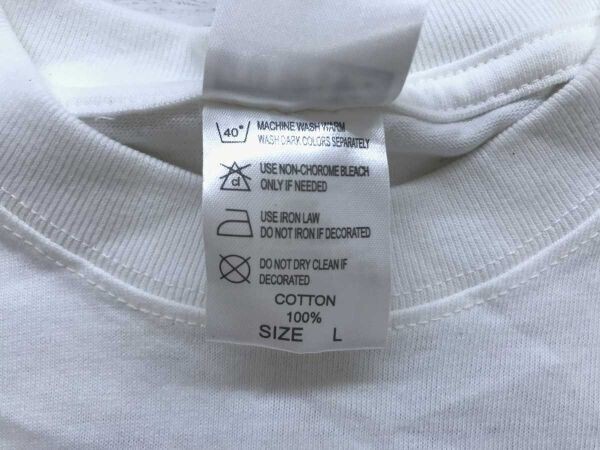 40°
MACHINE WASH WARM
WASH DARK COLORS SEPARATELY
cl
USE NON-CHOROME BLEACH
ONLY IF NEEDED
USE IRON LAW
DO NOT IRON IF DECORATED
DO NOT DRY CLEAN IF
DECORATED
COTTON
100%
SIZE L